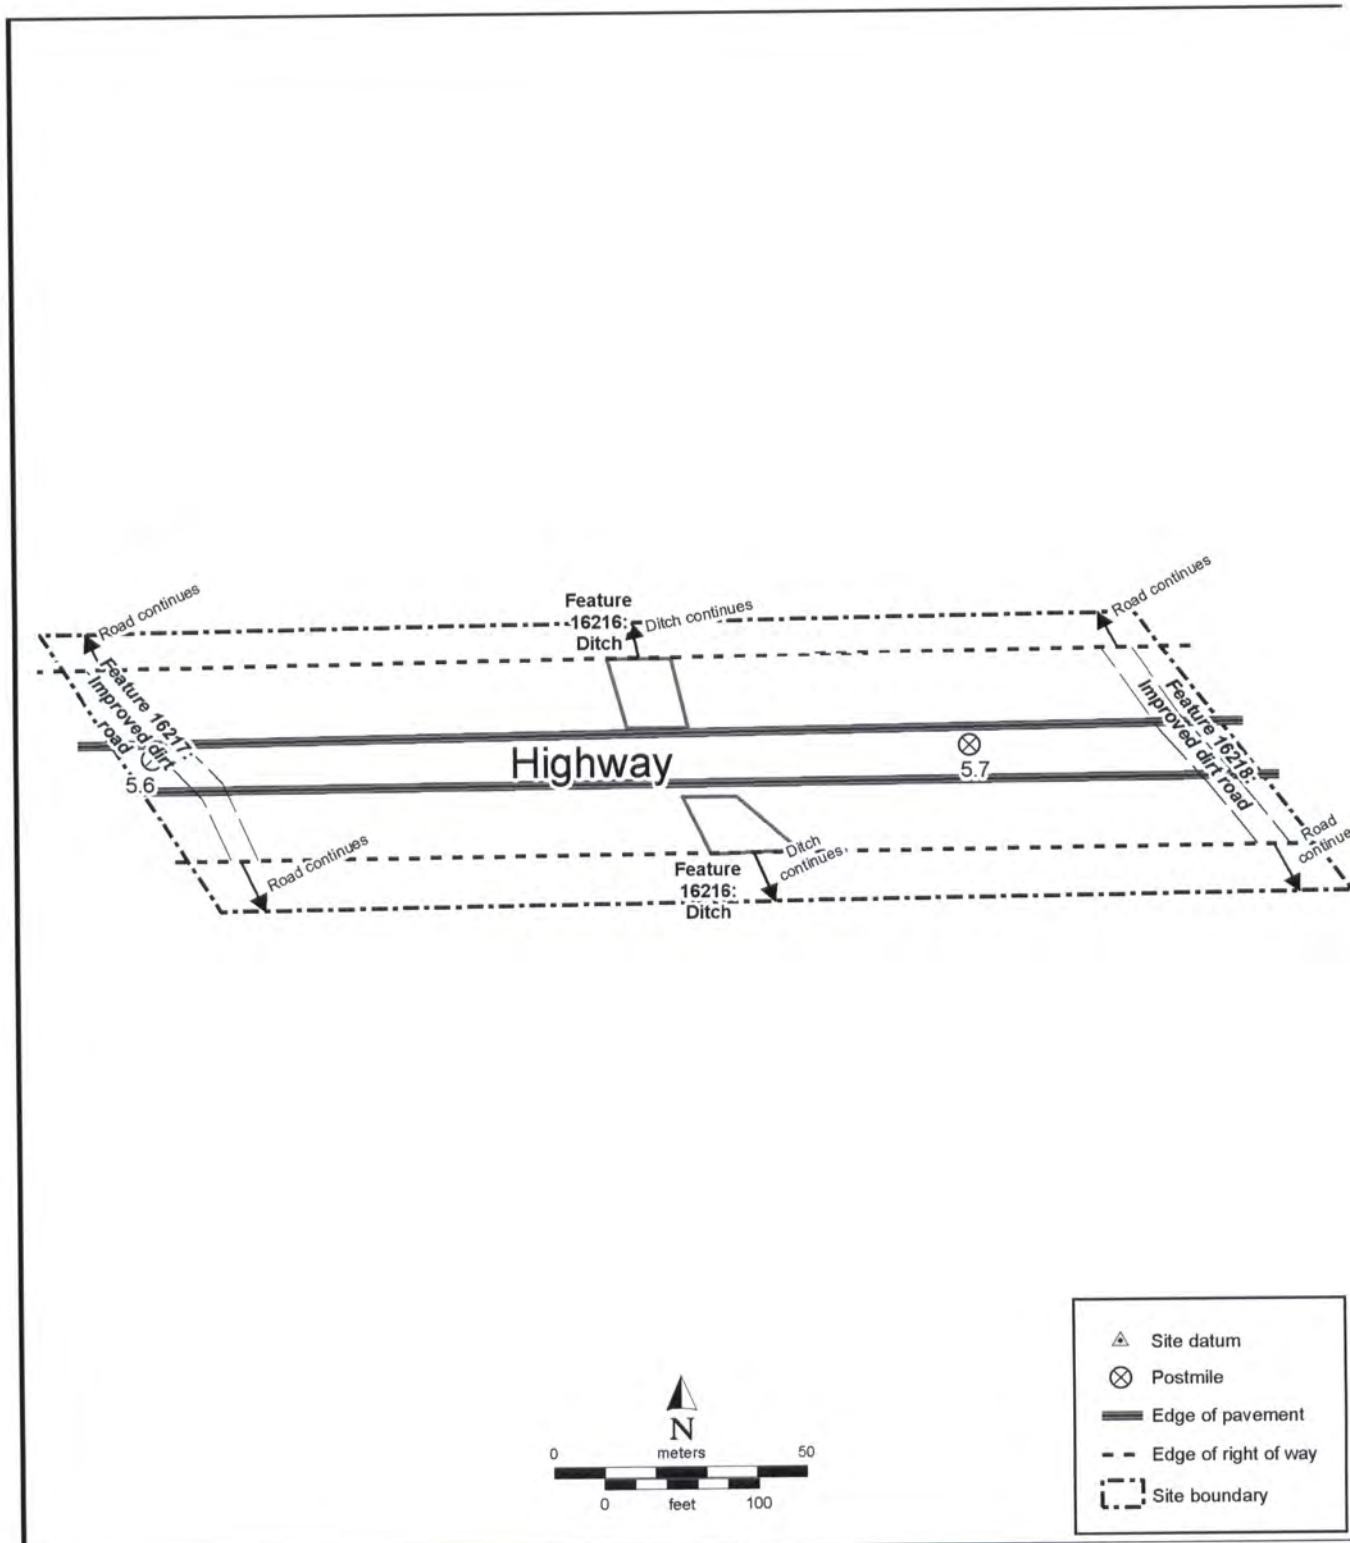 Road continues
Feature
16216:
Ditch
Ditch continues
Road continues
Feature 16217:
Improved dirt
road
Feature 16218:
Improved dirt road
Highway
5.6
5.7
Road continues
Ditch
continues
Road
continue
Feature
16216:
Ditch
N
meters
0 50
0 feet 100
Site datum
Postmile
Edge of pavement
Edge of right of way
Site boundary